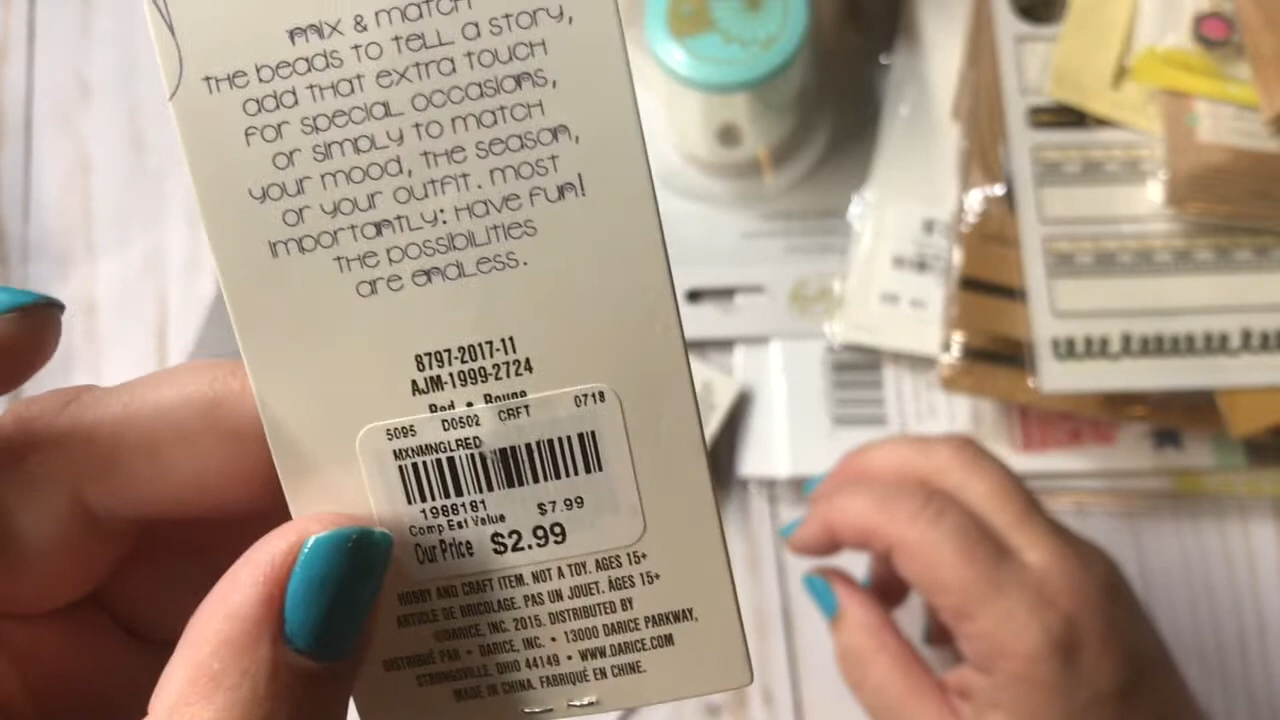 mix & match
THE beads TO TELL a STORY,
add THAT extra TOUCH
FOR special occasions,
or simply TO match
your mood, THE season,
or your OUTFIT. most
importantly: Have fun!
THE possibilities
are endless.
8797-2017-11
AJM-1999-2724
Red • Rouge
5095 D0502 CRFT 0718
MXNMNGLRED
1988181
Comp Est Value $7.99
Our Price $2.99
HOBBY AND CRAFT ITEM. NOT A TOY. AGES 15+
ARTICLE DE BRICOLAGE. PAS UN JOUET. ÂGES 15+
©DARICE, INC. 2015. DISTRIBUTED BY
DISTRIBUÉ PAR • DARICE, INC. • 13000 DARICE PARKWAY,
STRONGSVILLE, OHIO 44149 • WWW.DARICE.COM
MADE IN CHINA. FABRIQUÉ EN CHINE.